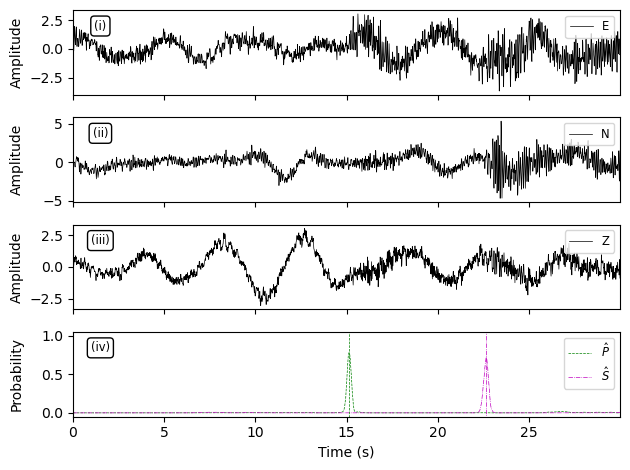 Amplitude
2.5
0.0
−2.5
(i)
E
Amplitude
5
0
−5
(ii)
N
Amplitude
2.5
0.0
−2.5
(iii)
Z
Probability
1.0
0.5
0.0
(iv)
P̂
Ŝ
0 5 10 15 20 25
Time (s)